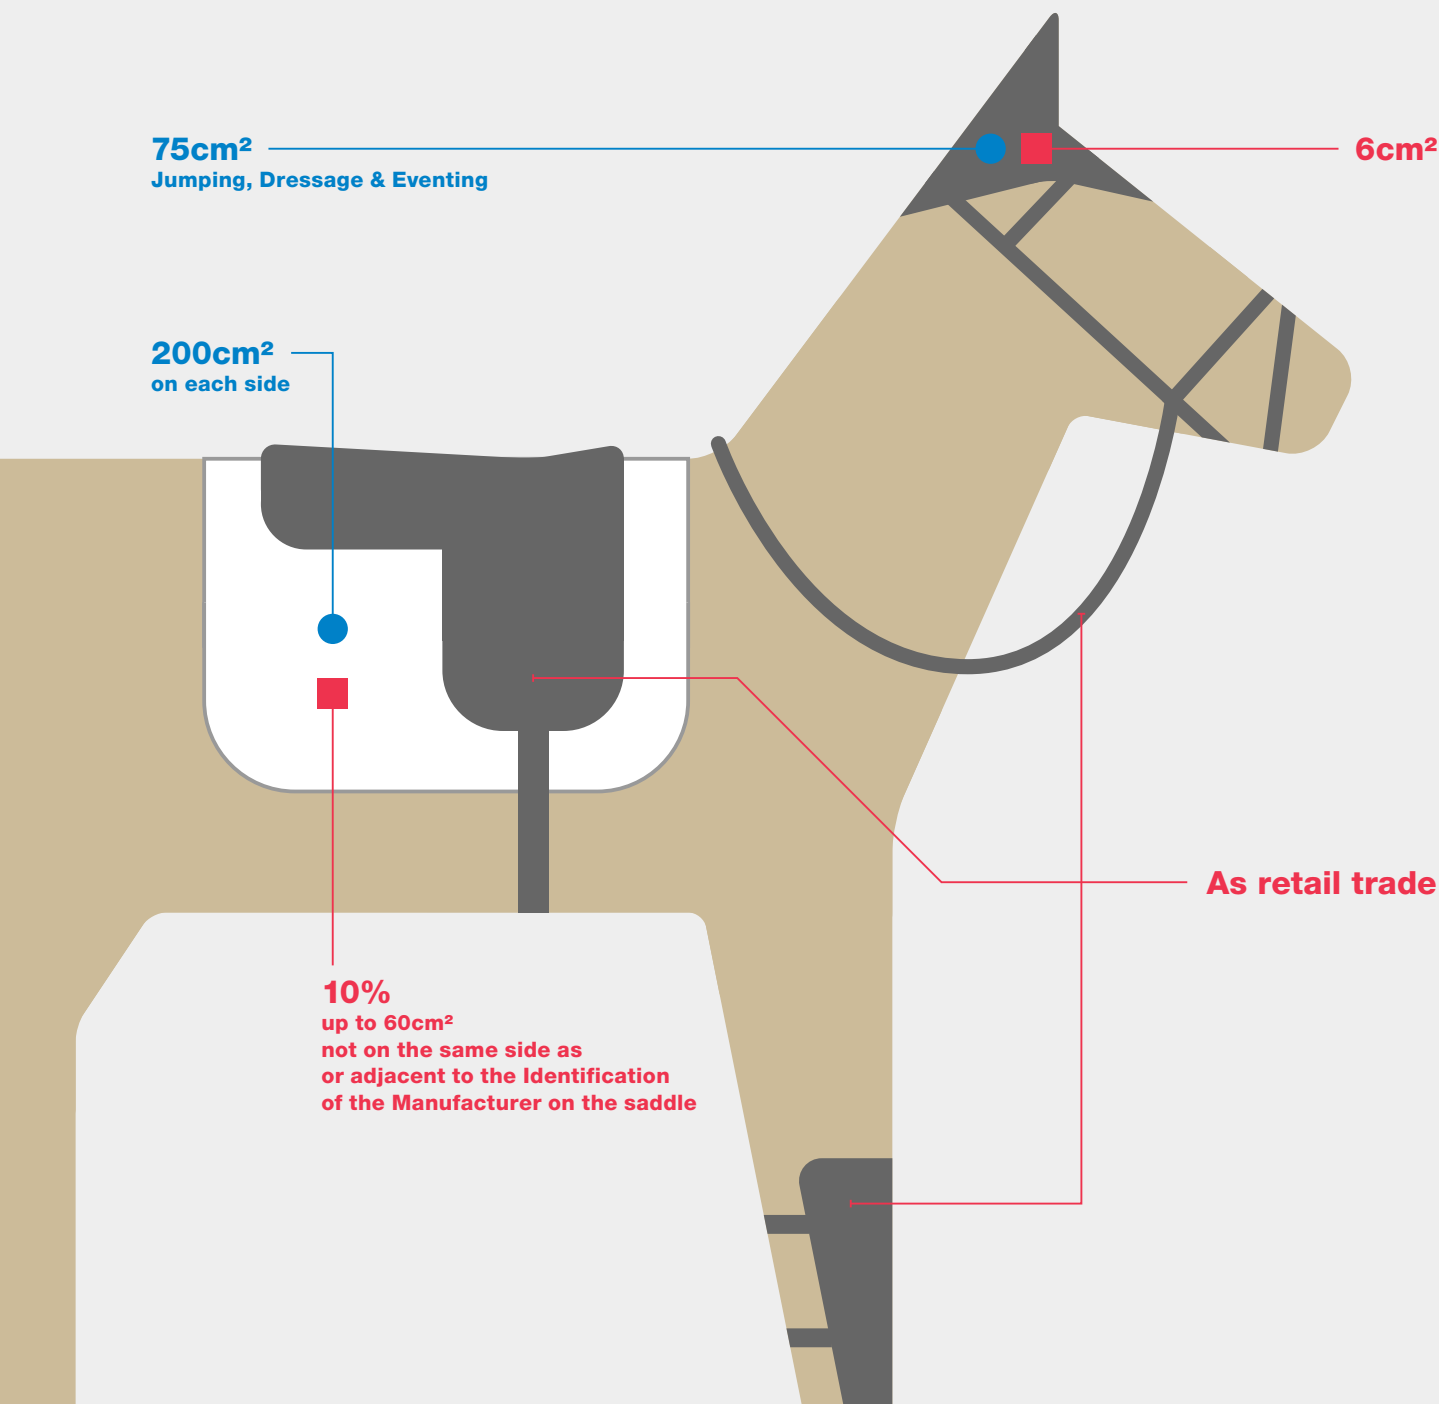 75cm²
Jumping, Dressage & Eventing
6cm²
200cm²
on each side
As retail trade
10%
up to 60cm²
not on the same side as
or adjacent to the Identification
of the Manufacturer on the saddle